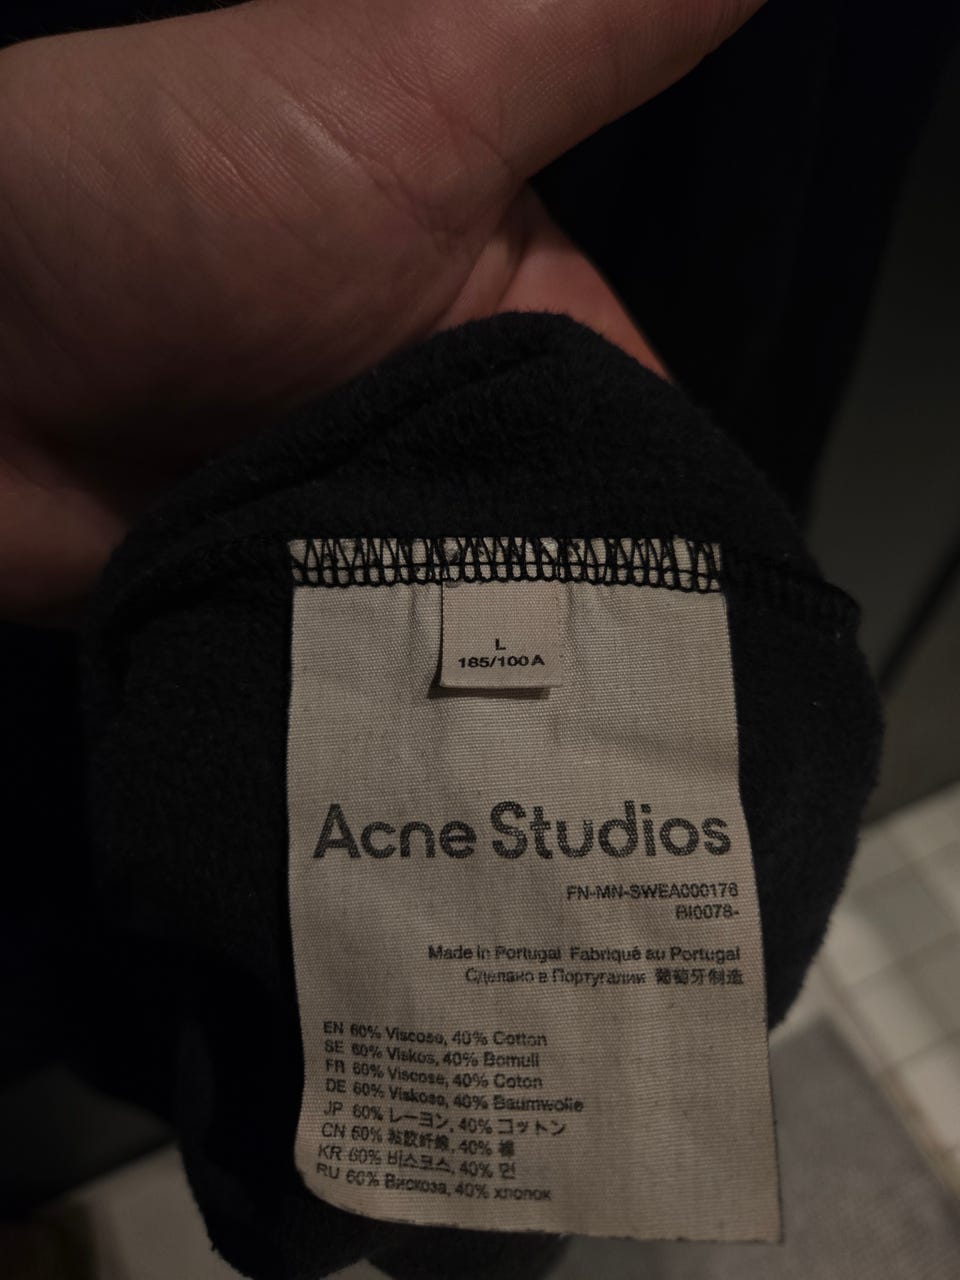 L
185/100A
Acne Studios
FN-MN-SWEA000176
BI0078-
Made in Portugal Fabriqué au Portugal
Сделано в Португалии 葡萄牙制造
EN 60% Viscose, 40% Cotton
SE 60% Viskos, 40% Bomull
FR 60% Viscose, 40% Coton
DE 60% Viskose, 40% Baumwolle
JP 60% レーヨン, 40% コットン
CN 60% 粘胶纤维, 40% 棉
KR 60% 비스코스, 40% 면
RU 60% Вискоза, 40% хлопок